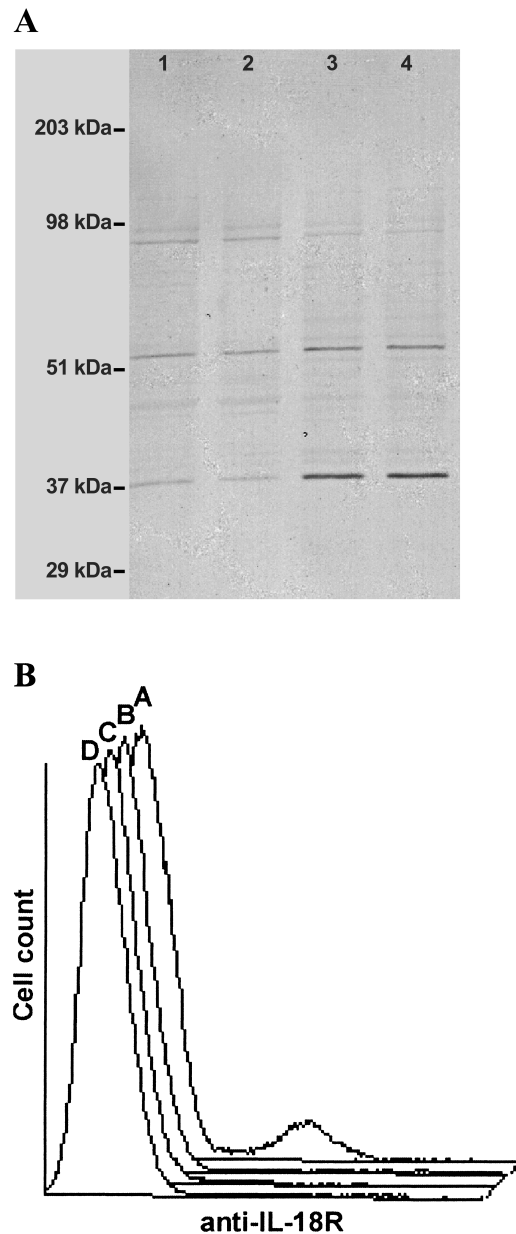 A
1 2 3 4
203 kDa
98 kDa
51 kDa
37 kDa
29 kDa
B
A
B
C
D
Cell count
anti-IL-18R